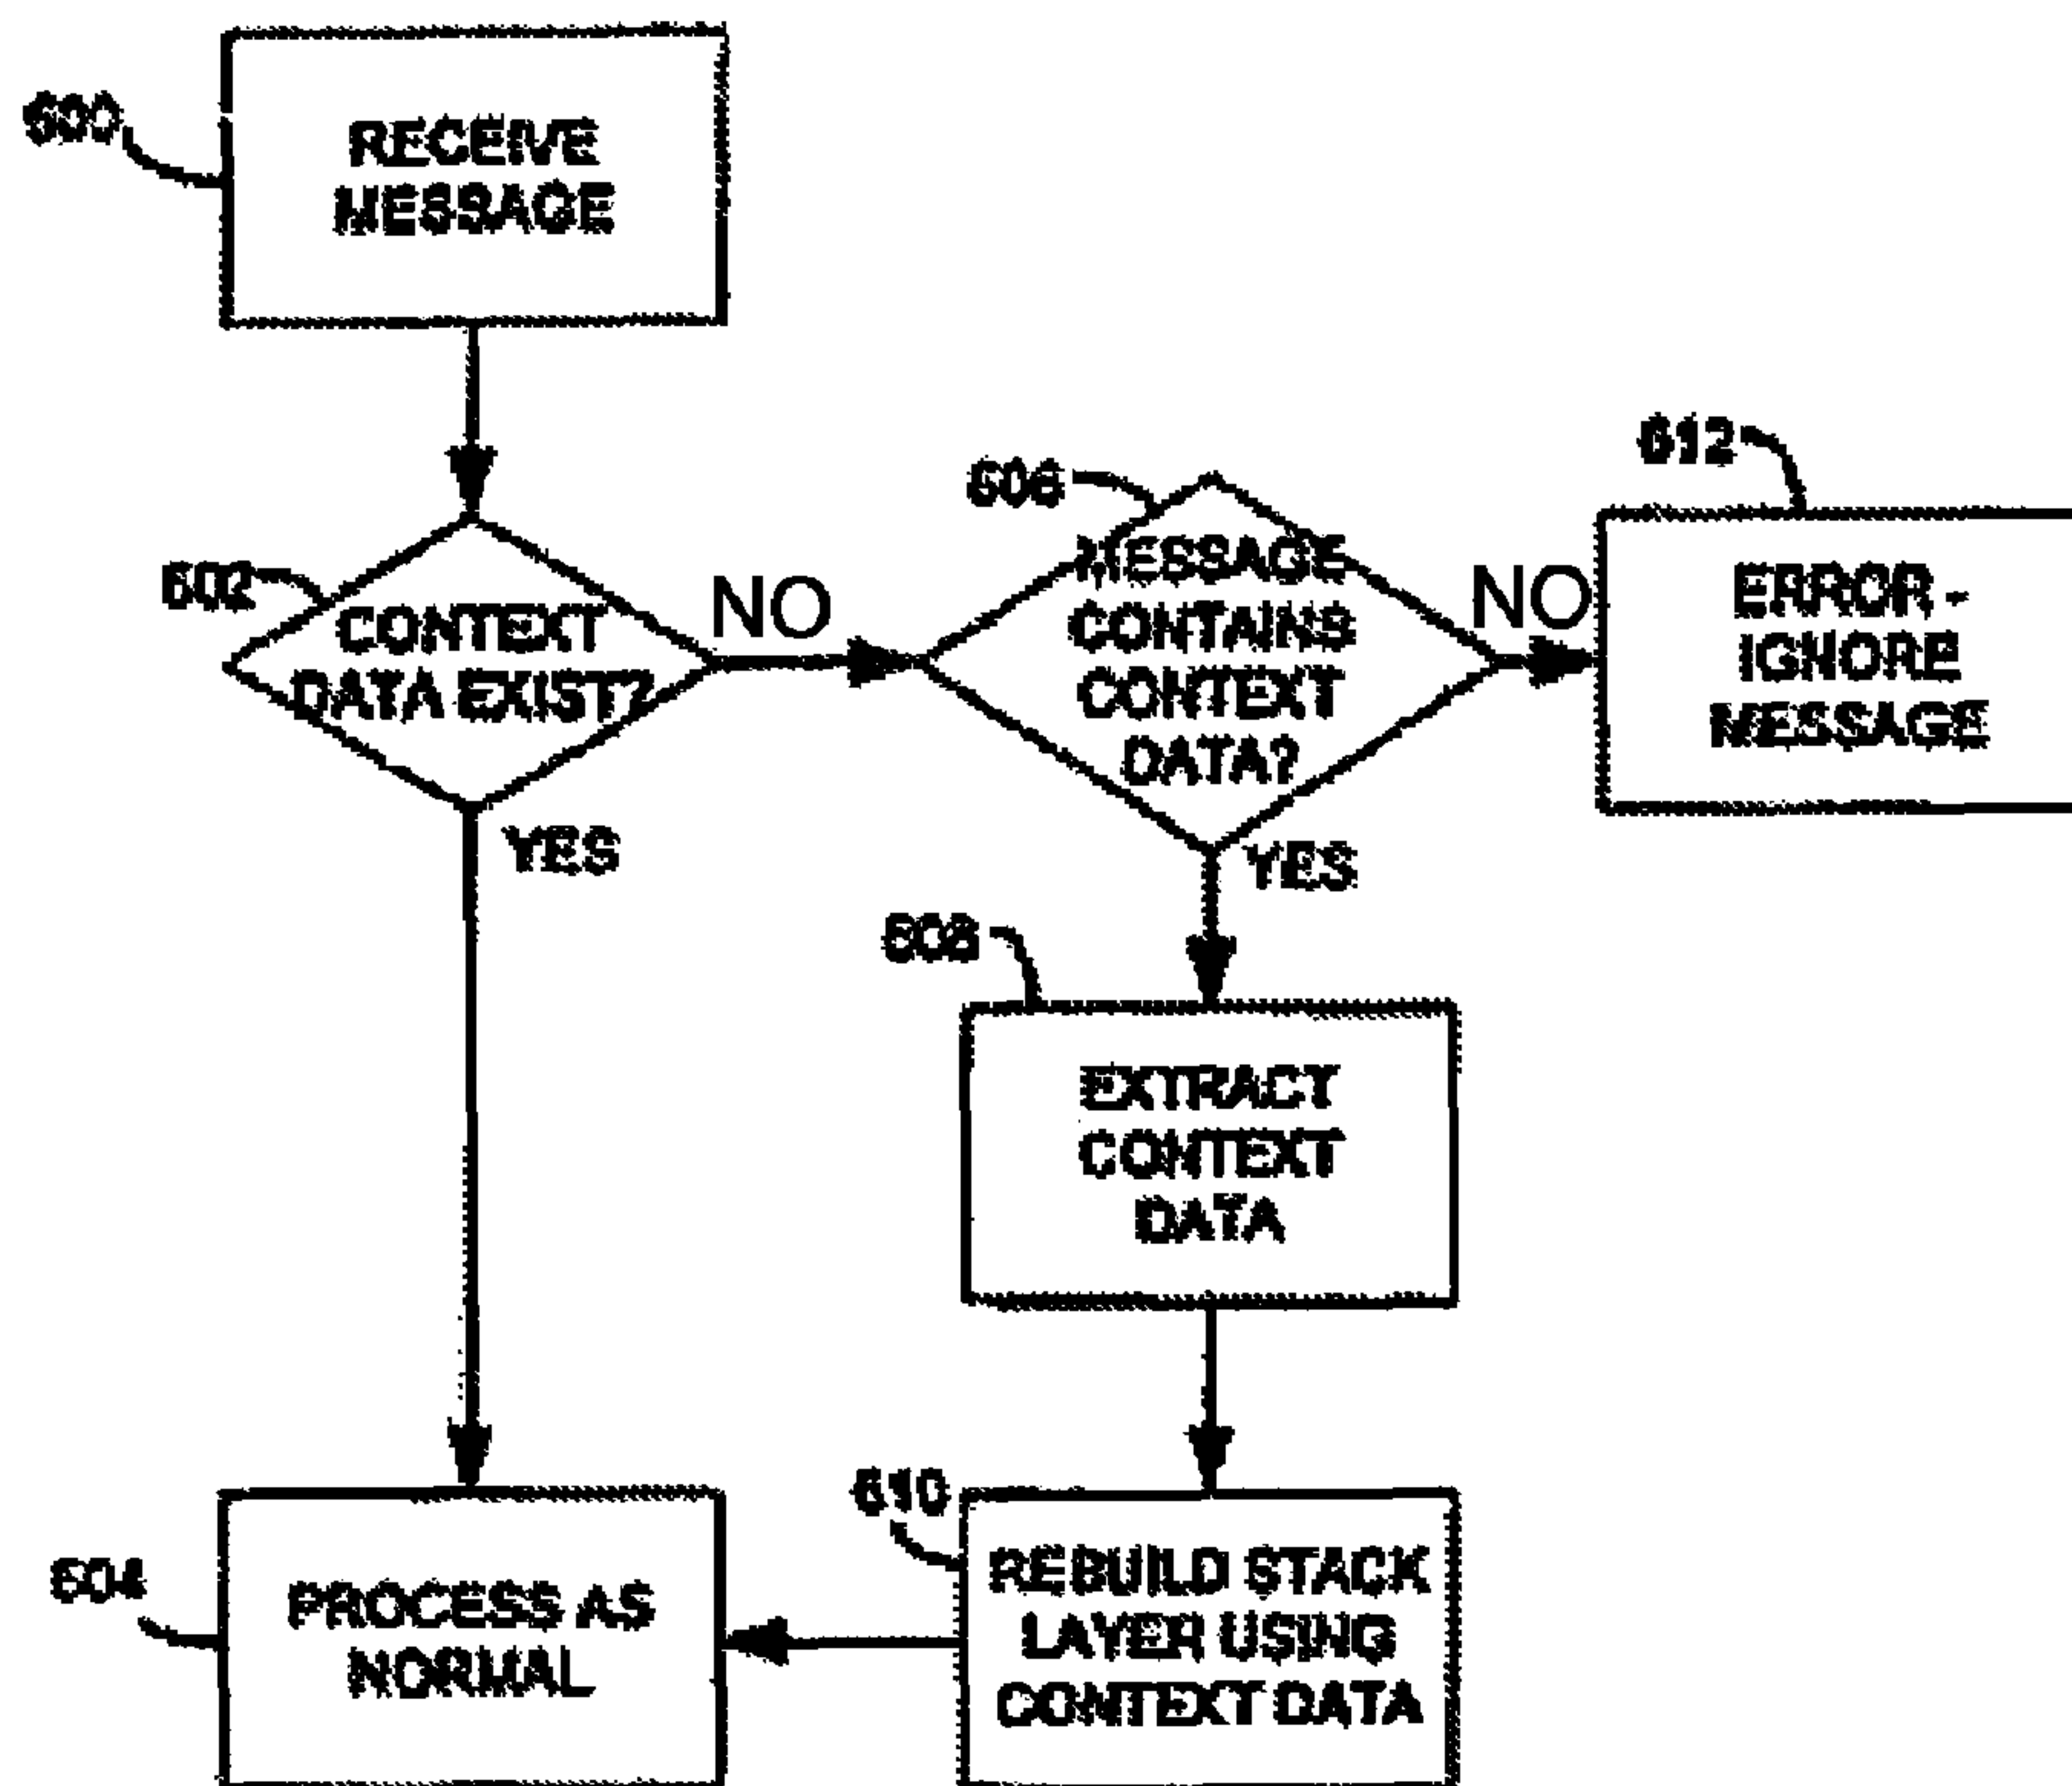 600
RECEIVE
MESSAGE
602
CONTEXT
DATA EXIST?
NO
YES
606
MESSAGE
CONTAINS
CONTEXT
DATA?
NO
YES
612
ERROR -
IGNORE
MESSAGE
608
EXTRACT
CONTEXT
DATA
610
REBUILD STACK
LAYER USING
CONTEXT DATA
604
PROCESS AS
NORMAL